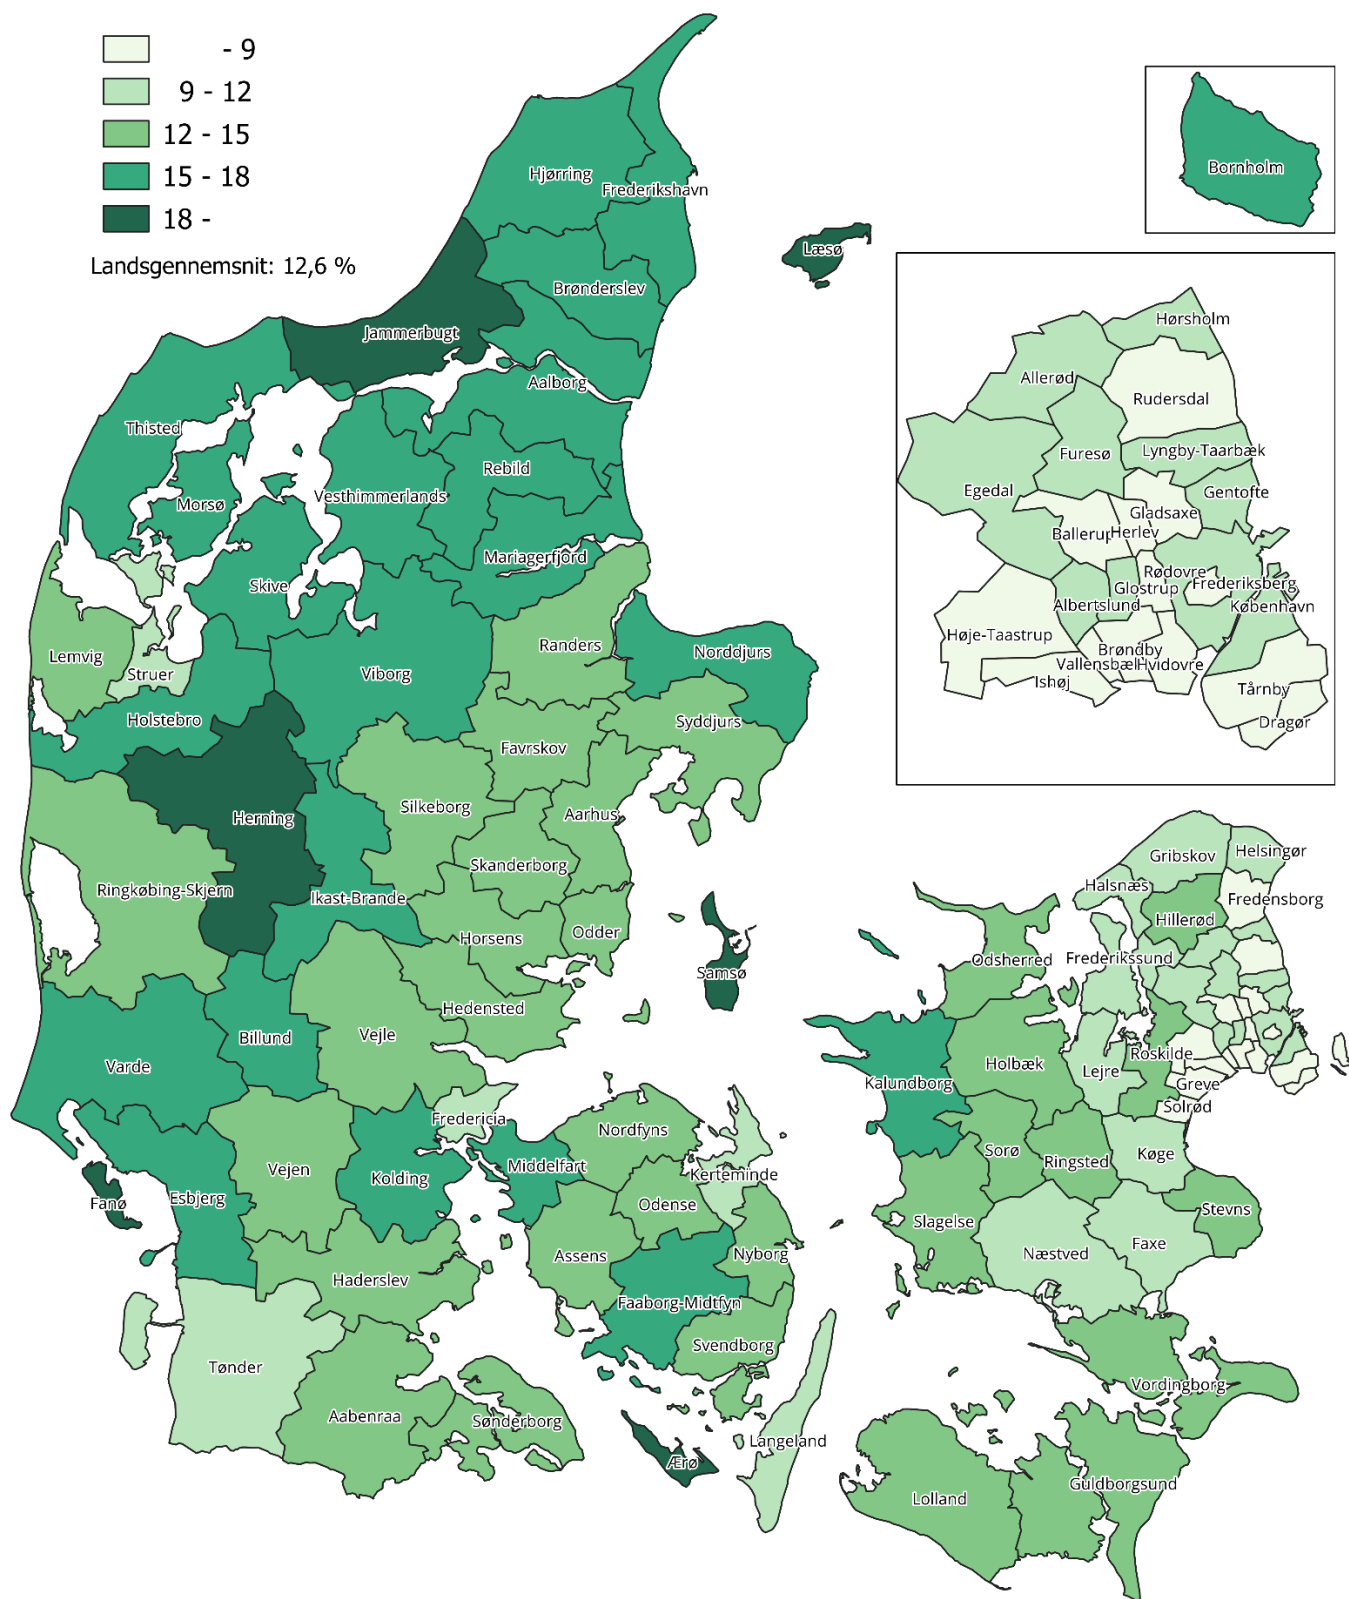 - 9
9 - 12
12 - 15
15 - 18
18 -
Landsgennemsnit: 12,6 %
Hjørring
Frederikshavn
Læsø
Brønderslev
Jammerbugt
Aalborg
Thisted
Rebild
Vesthimmerlands
Morsø
Mariagerfjord
Skive
Lemvig
Struer
Randers
Norddjurs
Viborg
Holstebro
Syddjurs
Favrskov
Silkeborg
Aarhus
Herning
Skanderborg
Ringkøbing-Skjern
Ikast-Brande
Horsens
Odder
Samsø
Hedensted
Billund
Vejle
Varde
Fredericia
Nordfyns
Middelfart
Kerteminde
Vejen
Kolding
Esbjerg
Fanø
Odense
Assens
Nyborg
Haderslev
Faaborg-Midtfyn
Svendborg
Tønder
Aabenraa
Sønderborg
Langeland
Ærø
Bornholm
Hørsholm
Allerød
Rudersdal
Furesø
Lyngby-Taarbæk
Egedal
Gentofte
Gladsaxe
Ballerup
Herlev
Rødovre
Glostrup
Frederiksberg
Albertslund
København
Høje-Taastrup
Brøndby
Vallensbæk
Hvidovre
Ishøj
Tårnby
Dragør
Gribskov
Helsingør
Halsnæs
Fredensborg
Hillerød
Odsherred
Frederikssund
Roskilde
Holbæk
Lejre
Kalundborg
Greve
Solrød
Sorø
Ringsted
Køge
Stevns
Slagelse
Næstved
Faxe
Vordingborg
Guldborgsund
Lolland